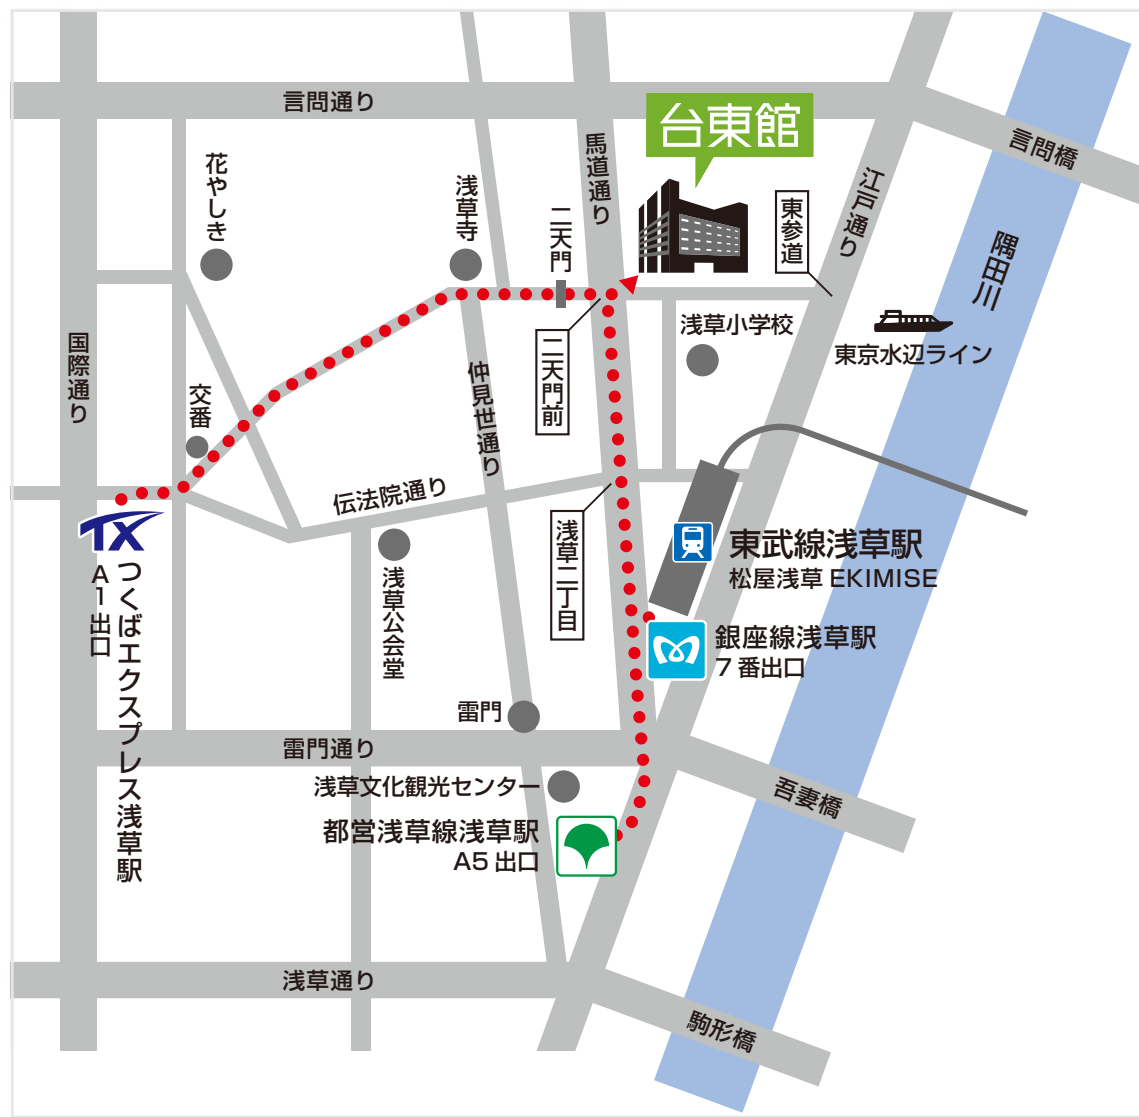 言問通り
台東館
馬道通り
言問橋
花やしき
浅草寺
二天門
江戸通り
東参道
隅田川
浅草小学校
東京水辺ライン
国際通り
二天門前
仲見世通り
交番
伝法院通り
TX
つくばエクスプレス浅草駅
A1出口
浅草公会堂
浅草二丁目
東武線浅草駅
松屋浅草 EKIMISE
銀座線浅草駅
7 番出口
雷門
雷門通り
浅草文化観光センター
吾妻橋
都営浅草線浅草駅
A5 出口
浅草通り
駒形橋